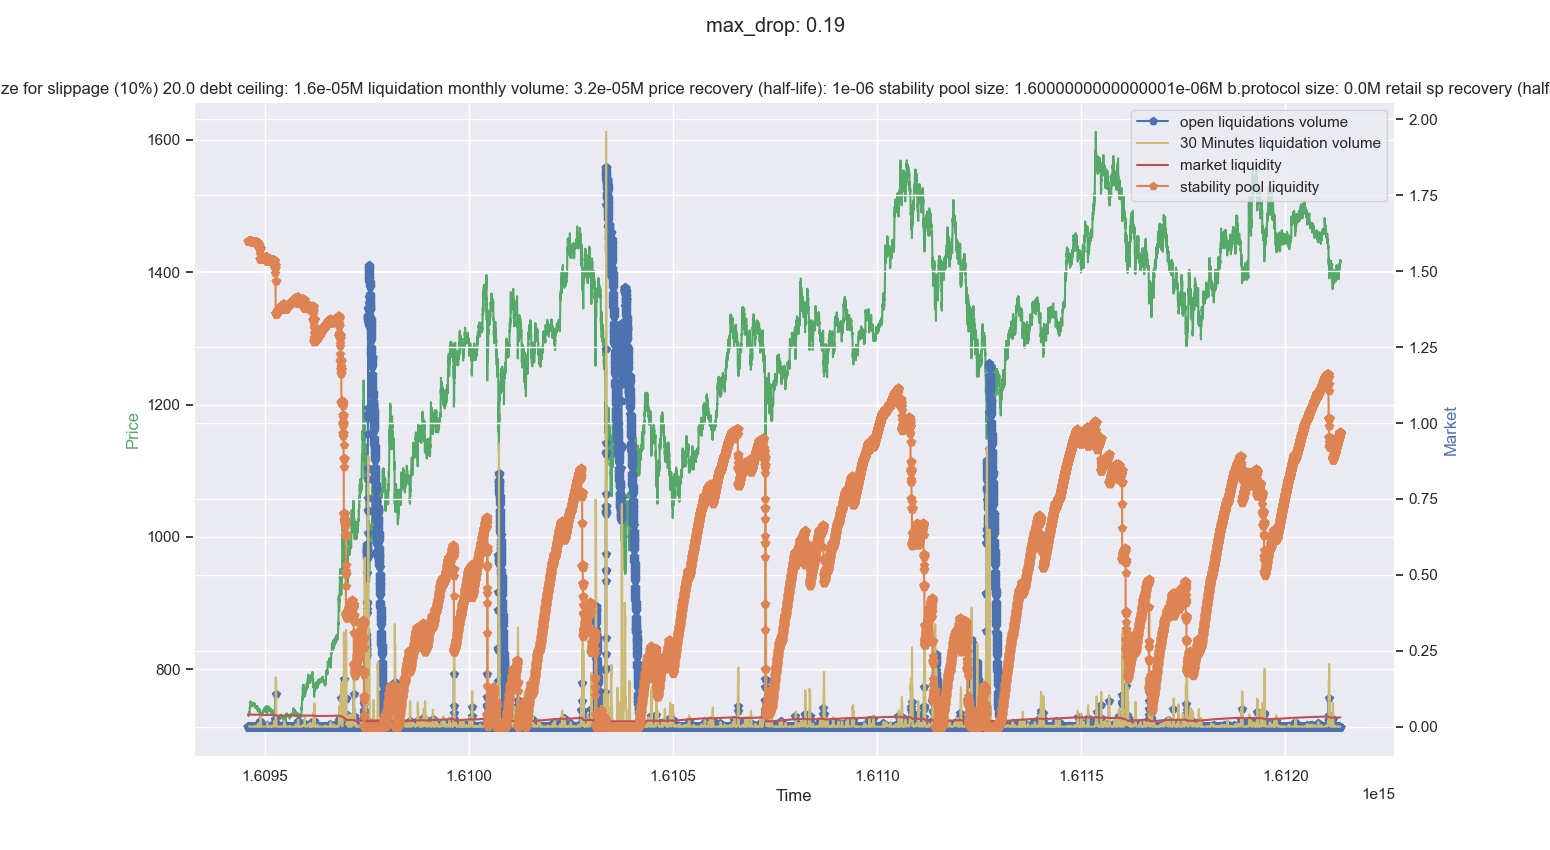 max_drop: 0.19
ze for slippage (10%) 20.0 debt ceiling: 1.6e-05M liquidation monthly volume: 3.2e-05M price recovery (half-life): 1e-06 stability pool size: 1.6000000000000001e-06M b.protocol size: 0.0M retail sp recovery (half
open liquidations volume
30 Minutes liquidation volume
market liquidity
stability pool liquidity
1600
1400
1200
1000
800
Price
2.00
1.75
1.50
1.25
1.00
0.75
0.50
0.25
0.00
Market
1.6095
1.6100
1.6105
1.6110
1.6115
1.6120
1e15
Time